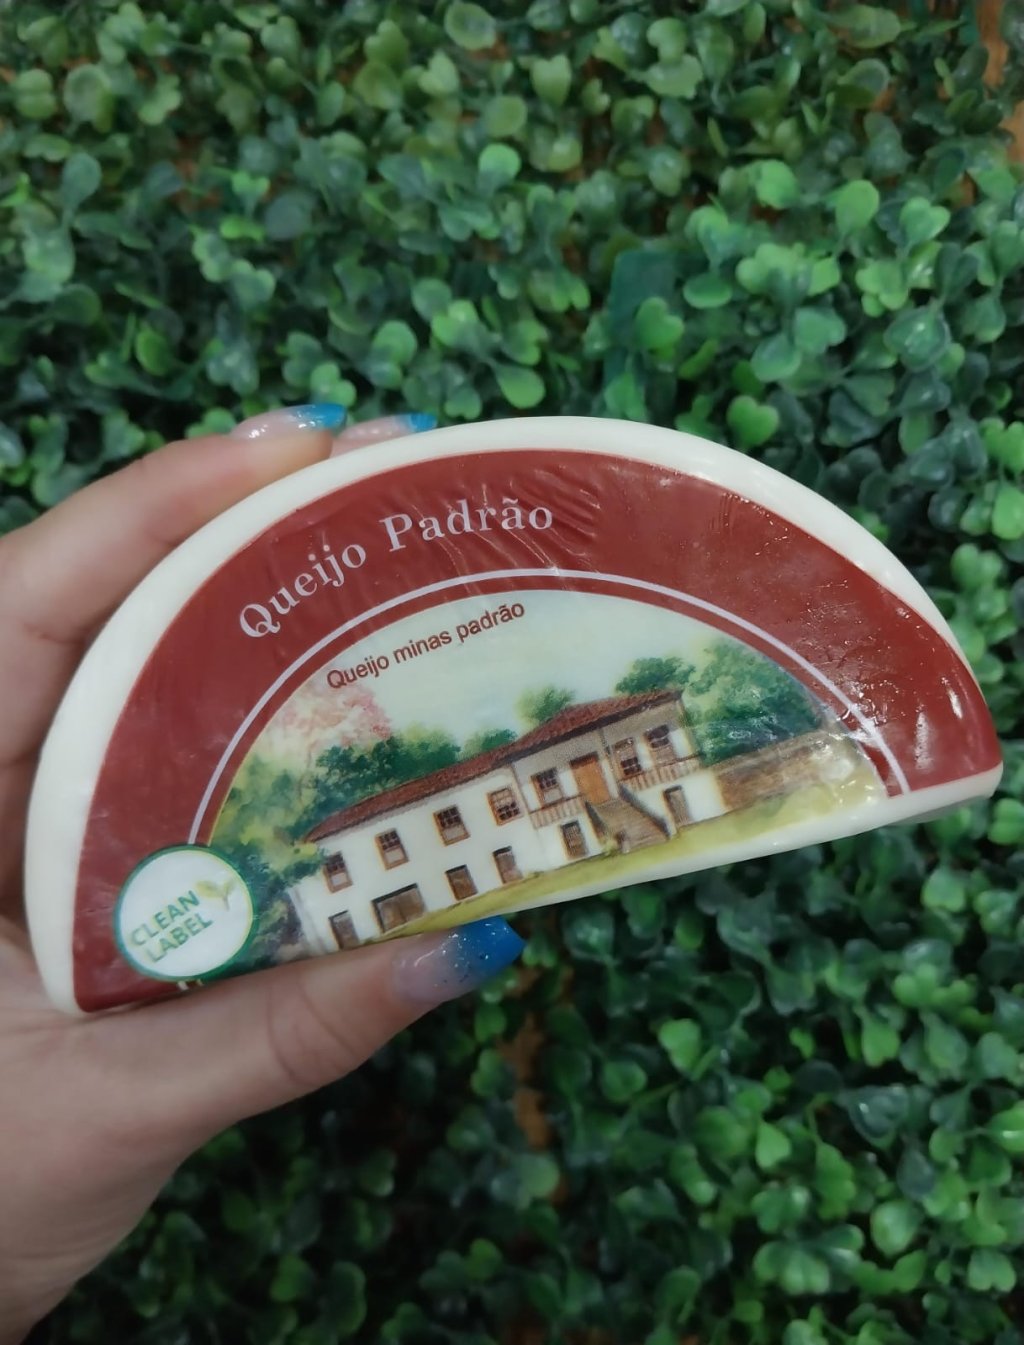 Queijo Padrão
Queijo minas padrão
CLEAN
LABEL